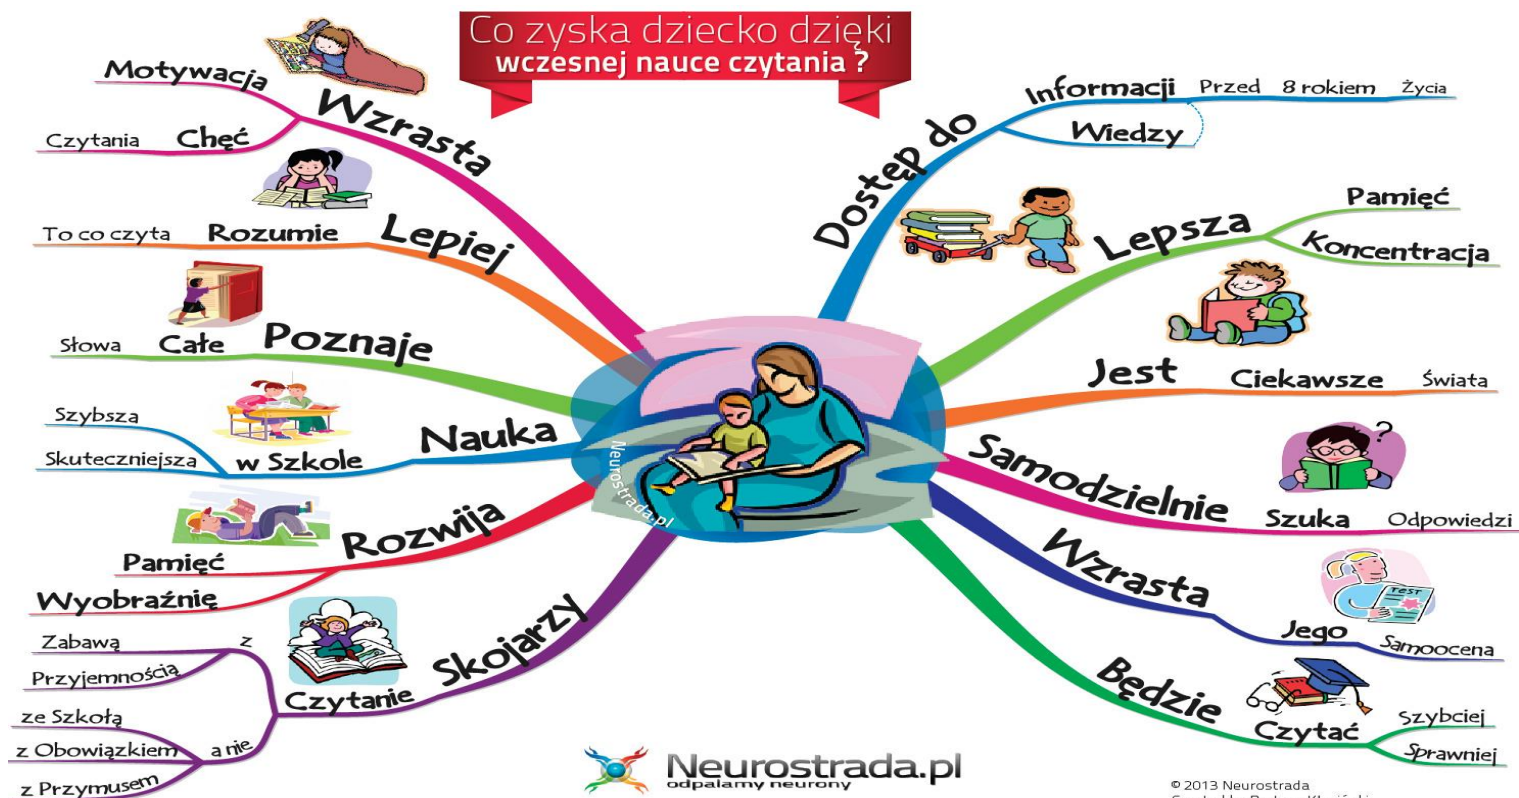 Co zyska dziecko dzięki
wczesnej nauce czytania ?
Dostęp do
Informacji Przed 8 rokiem Życia
Wiedzy
Lepsza
Pamięć
Koncentracja
Jest Ciekawsze Świata
Samodzielnie Szuka Odpowiedzi
?
Wzrasta
Jego Samoocena
TEST
Będzie
Czytać
Szybciej
Sprawniej
Wzrasta
Motywacja
Czytania Chęć
To co czyta Rozumie Lepiej
Słowa Całe Poznaje
Nauka
w Szkole
Szybsza
Skuteczniejsza
Rozwija
Pamięć
Wyobraźnię
Skojarzy
Czytanie
z
Zabawą
Przyjemnością
a nie
ze Szkołą
z Obowiązkiem
z Przymusem
Neurostrada.pl
Neurostrada.pl
odpalamy neurony
© 2013 Neurostrada